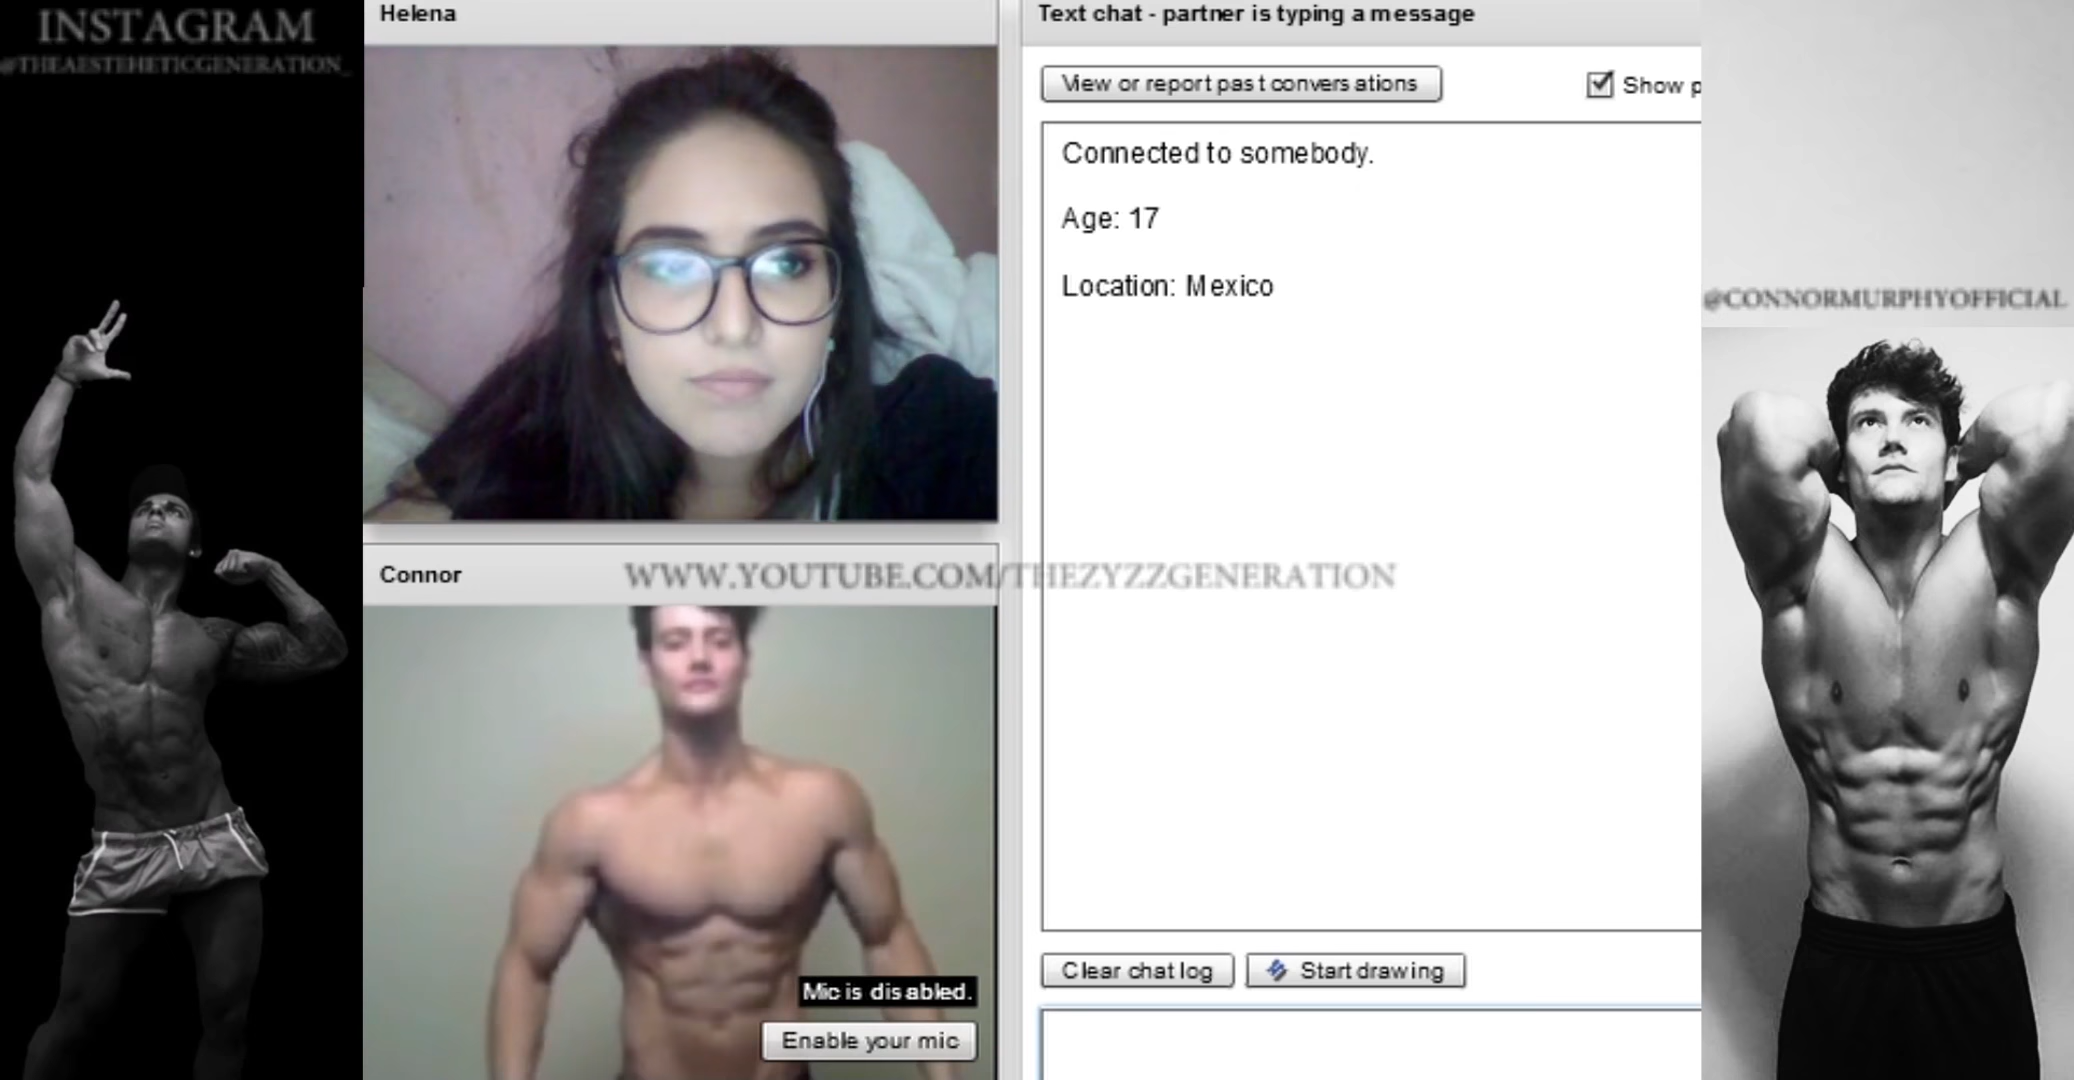 INSTAGRAM
@THEAESTEHETICGENERATION_
Helena
Text chat - partner is typing a message
View or report past conversations
Show p
Connected to somebody.
Age: 17
Location: Mexico
@CONNORMURPHYOFFICIAL
Connor
WWW.YOUTUBE.COM/THEZYZZGENERATION
Mic is disabled.
Enable your mic
Clear chat log
Start drawing